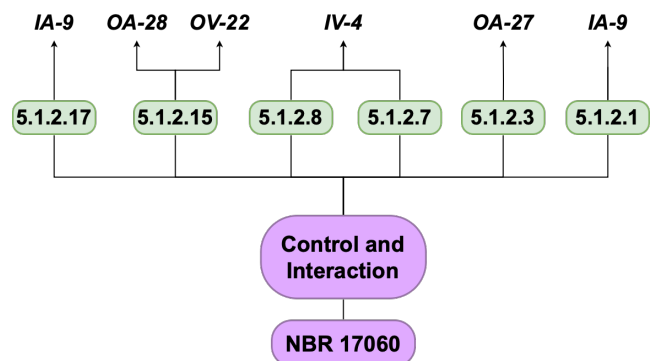 IA-9 OA-28 OV-22 IV-4 OA-27 IA-9
5.1.2.17 5.1.2.15 5.1.2.8 5.1.2.7 5.1.2.3 5.1.2.1
Control and
Interaction
NBR 17060